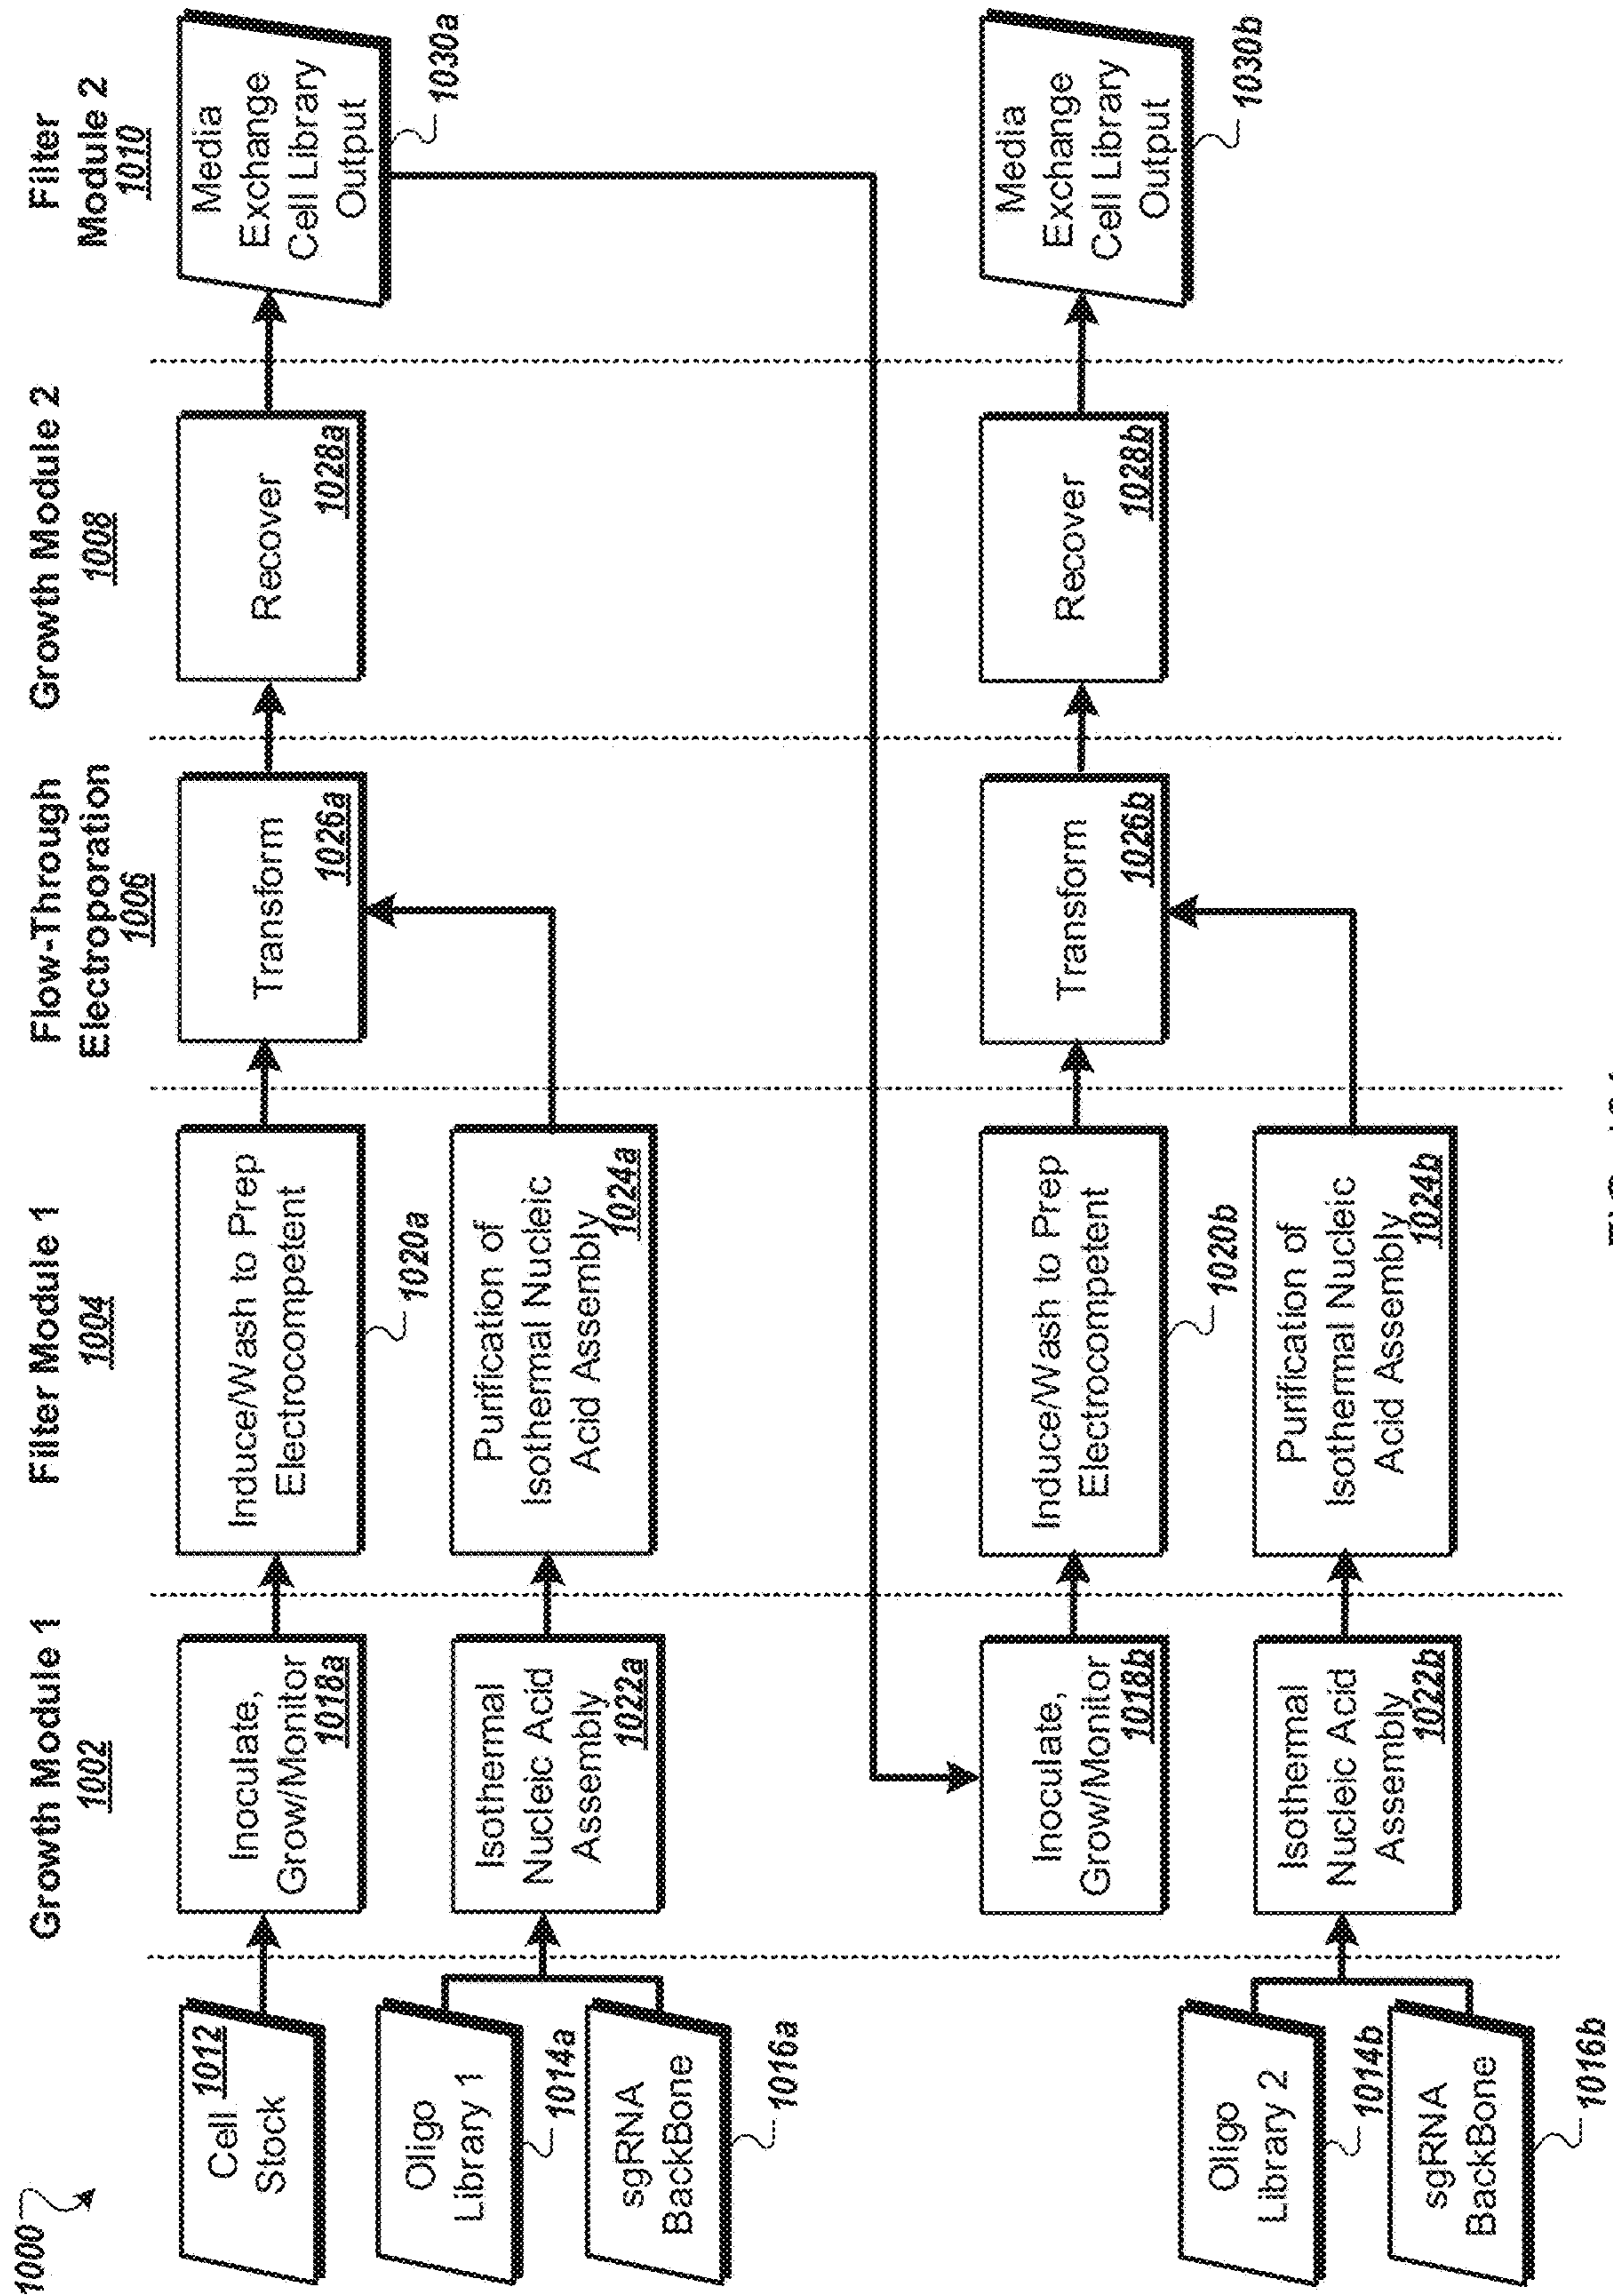 1000
Growth Module 1
1002
Filter Module 1
1004
Flow-Through
Electroporation
1006
Growth Module 2
1008
Filter
Module 2
1010
Cell 1012
Stock
Inoculate,
Grow/Monitor
1018a
Induce/Wash to Prep
Electrocompetent
1020a
Transform
1026a
Recover
1028a
Media
Exchange
Cell Library
Output
1030a
Oligo
Library 1
1014a
sgRNA
BackBone
1016a
Isothermal
Nucleic Acid
Assembly
1022a
Purification of
Isothermal Nucleic
Acid Assembly
1024a
Inoculate,
Grow/Monitor
1018b
Induce/Wash to Prep
Electrocompetent
1020b
Transform
1026b
Recover
1028b
Media
Exchange
Cell Library
Output
1030b
Oligo
Library 2
1014b
sgRNA
BackBone
1016b
Isothermal
Nucleic Acid
Assembly
1022b
Purification of
Isothermal Nucleic
Acid Assembly
1024b